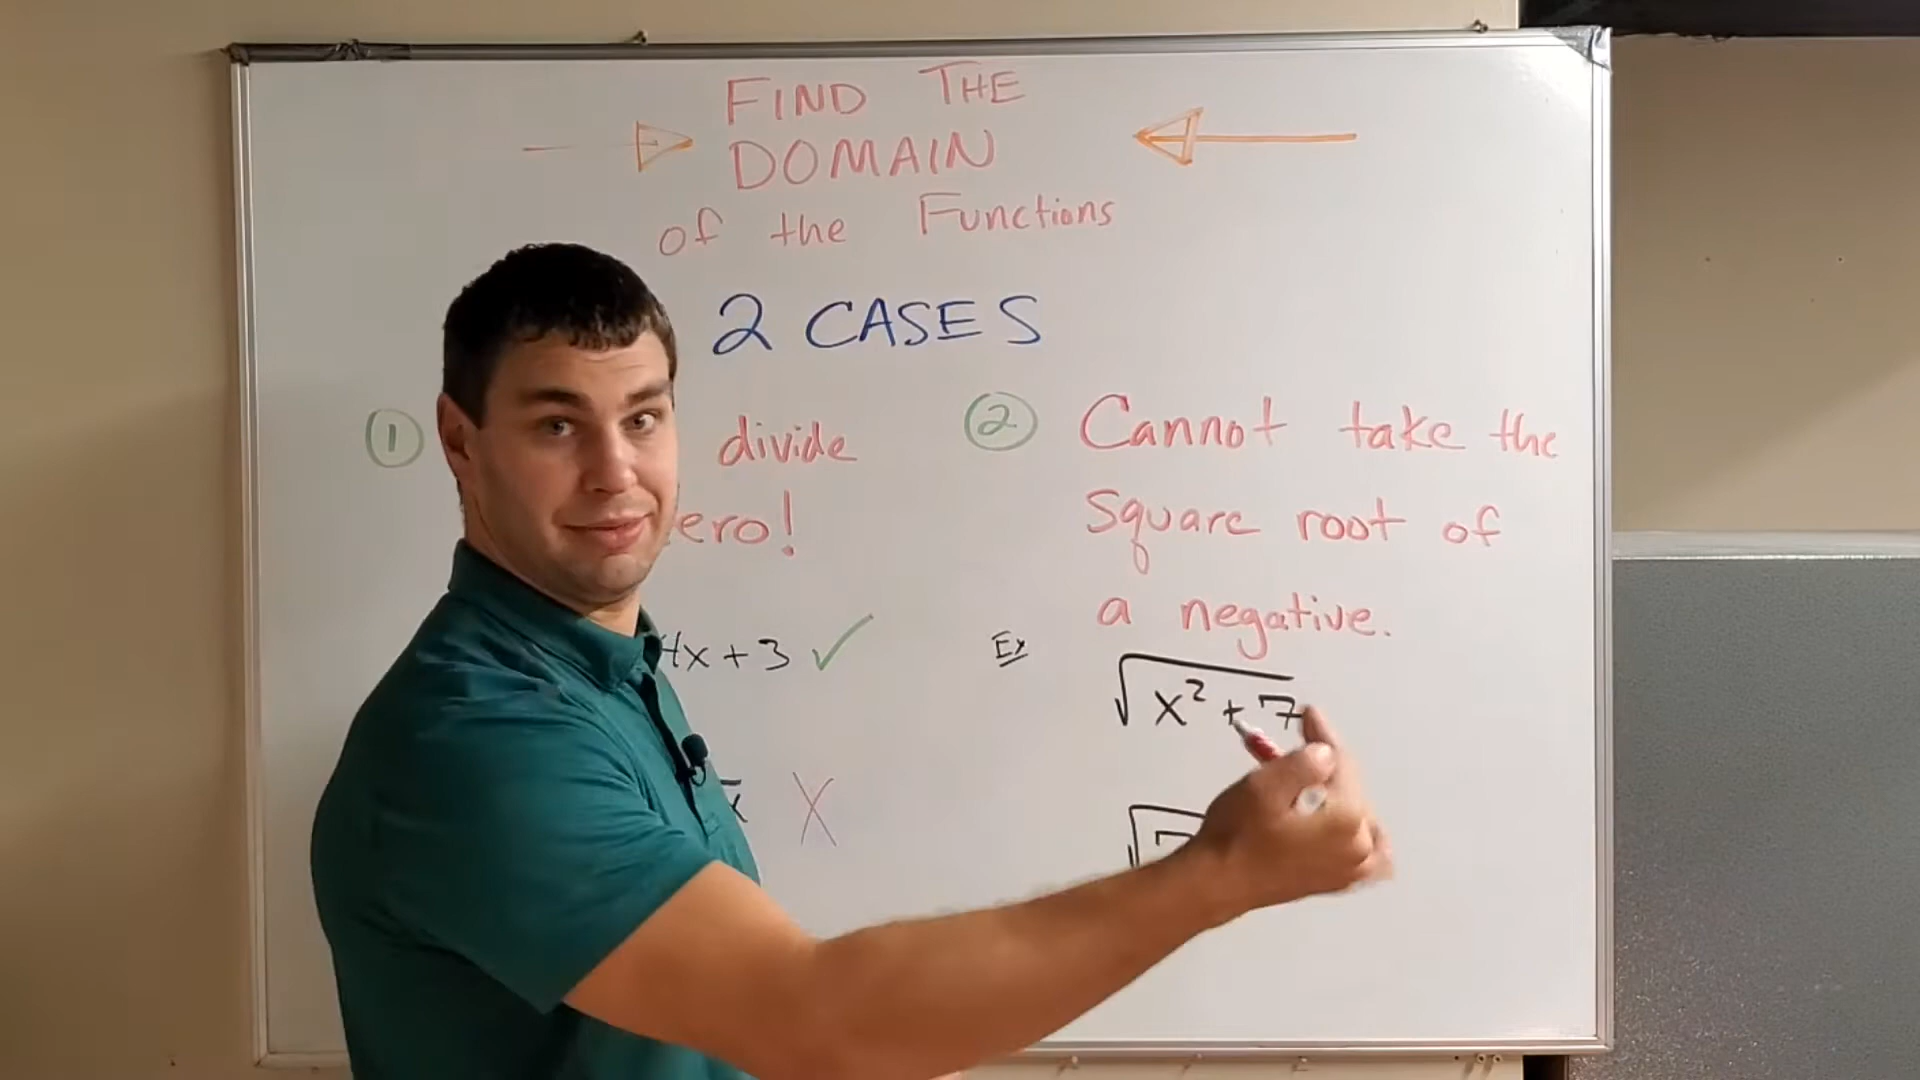 FIND THE
DOMAIN
of the Functions
2 CASES
1 divide
ero!
4x + 3 ✓
x X
2 Cannot take the
Square root of
a negative.
Ex √x² + 7
√7